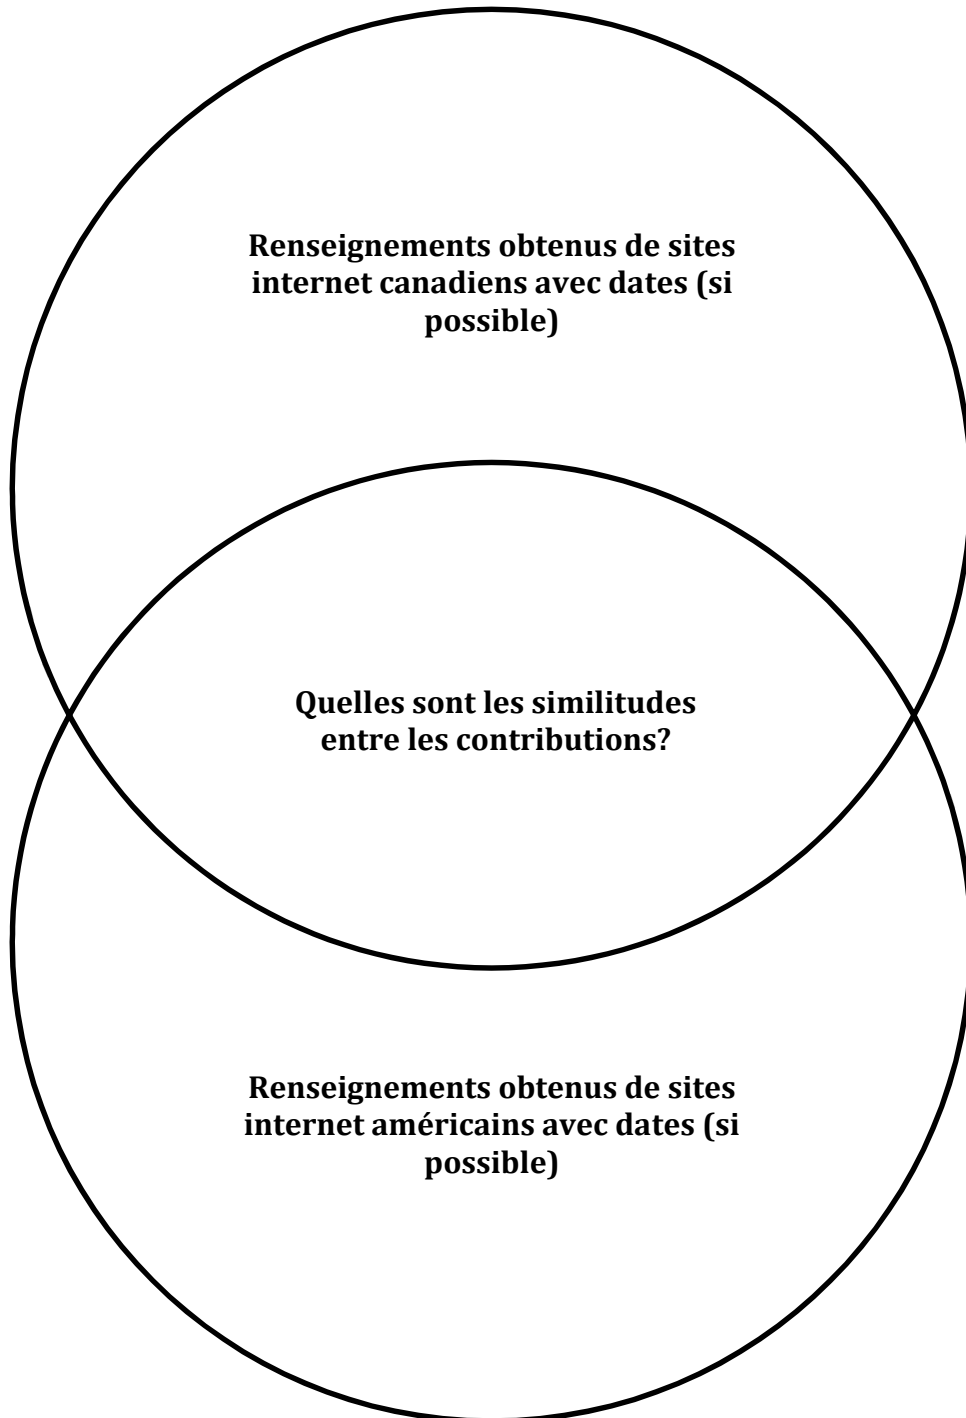 Renseignements obtenus de sites
internet canadiens avec dates (si
possible)
Quelles sont les similitudes
entre les contributions?
Renseignements obtenus de sites
internet américains avec dates (si
possible)